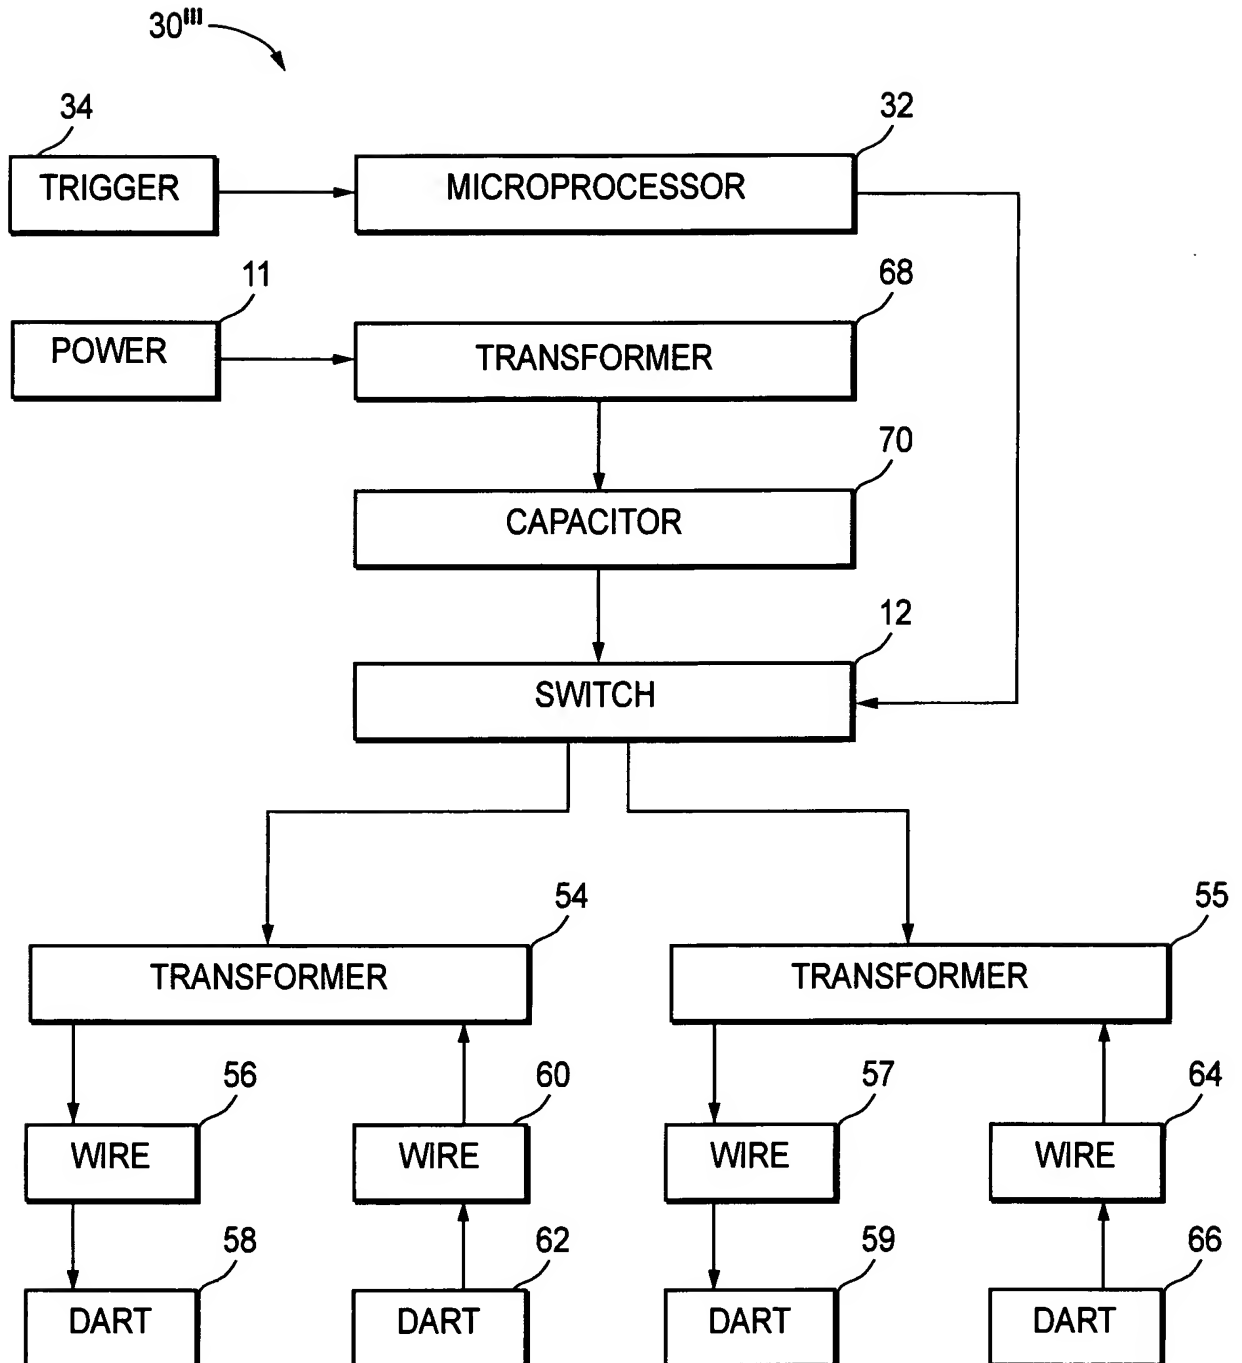 30''''
34
32
TRIGGER
MICROPROCESSOR
11
68
POWER
TRANSFORMER
70
CAPACITOR
12
SWITCH
54
55
TRANSFORMER
TRANSFORMER
56
60
57
64
WIRE
WIRE
WIRE
WIRE
58
62
59
66
DART
DART
DART
DART